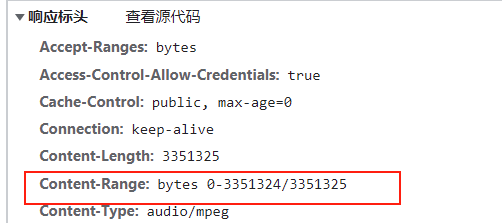 响应标头 查看源代码
Accept-Ranges: bytes
Access-Control-Allow-Credentials: true
Cache-Control: public, max-age=0
Connection: keep-alive
Content-Length: 3351325
Content-Range: bytes 0-3351324/3351325
Content-Type: audio/mpeg